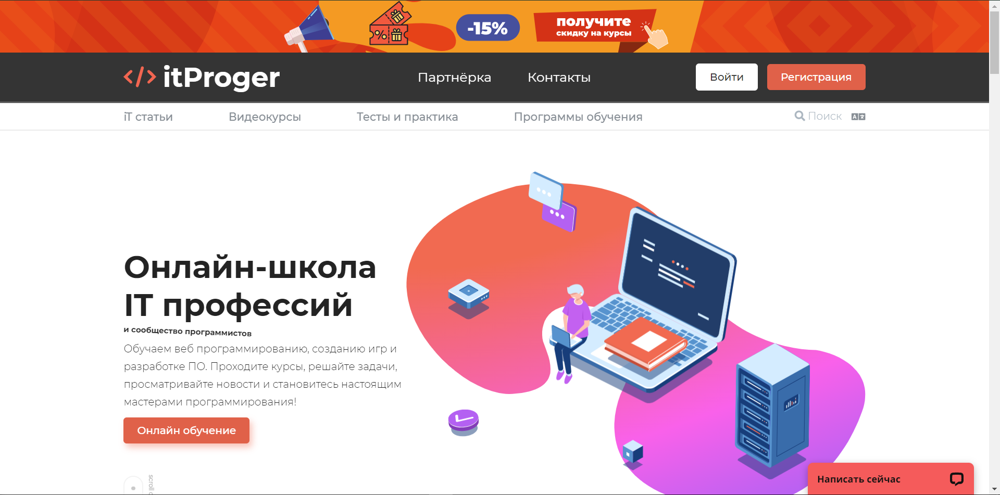 -15%
получите
скидку на курсы
</> itProger
Партнёрка
Контакты
Войти
Регистрация
iT статьи
Видеокурсы
Тесты и практика
Программы обучения
Поиск
Онлайн-школа
IT профессий
и сообщество программистов
Обучаем веб программированию, созданию игр и
разработке ПО. Проходите курсы, решайте задачи,
просматривайте новости и становитесь настоящим
мастерами программирования!
Онлайн обучение
scroll
Написать сейчас